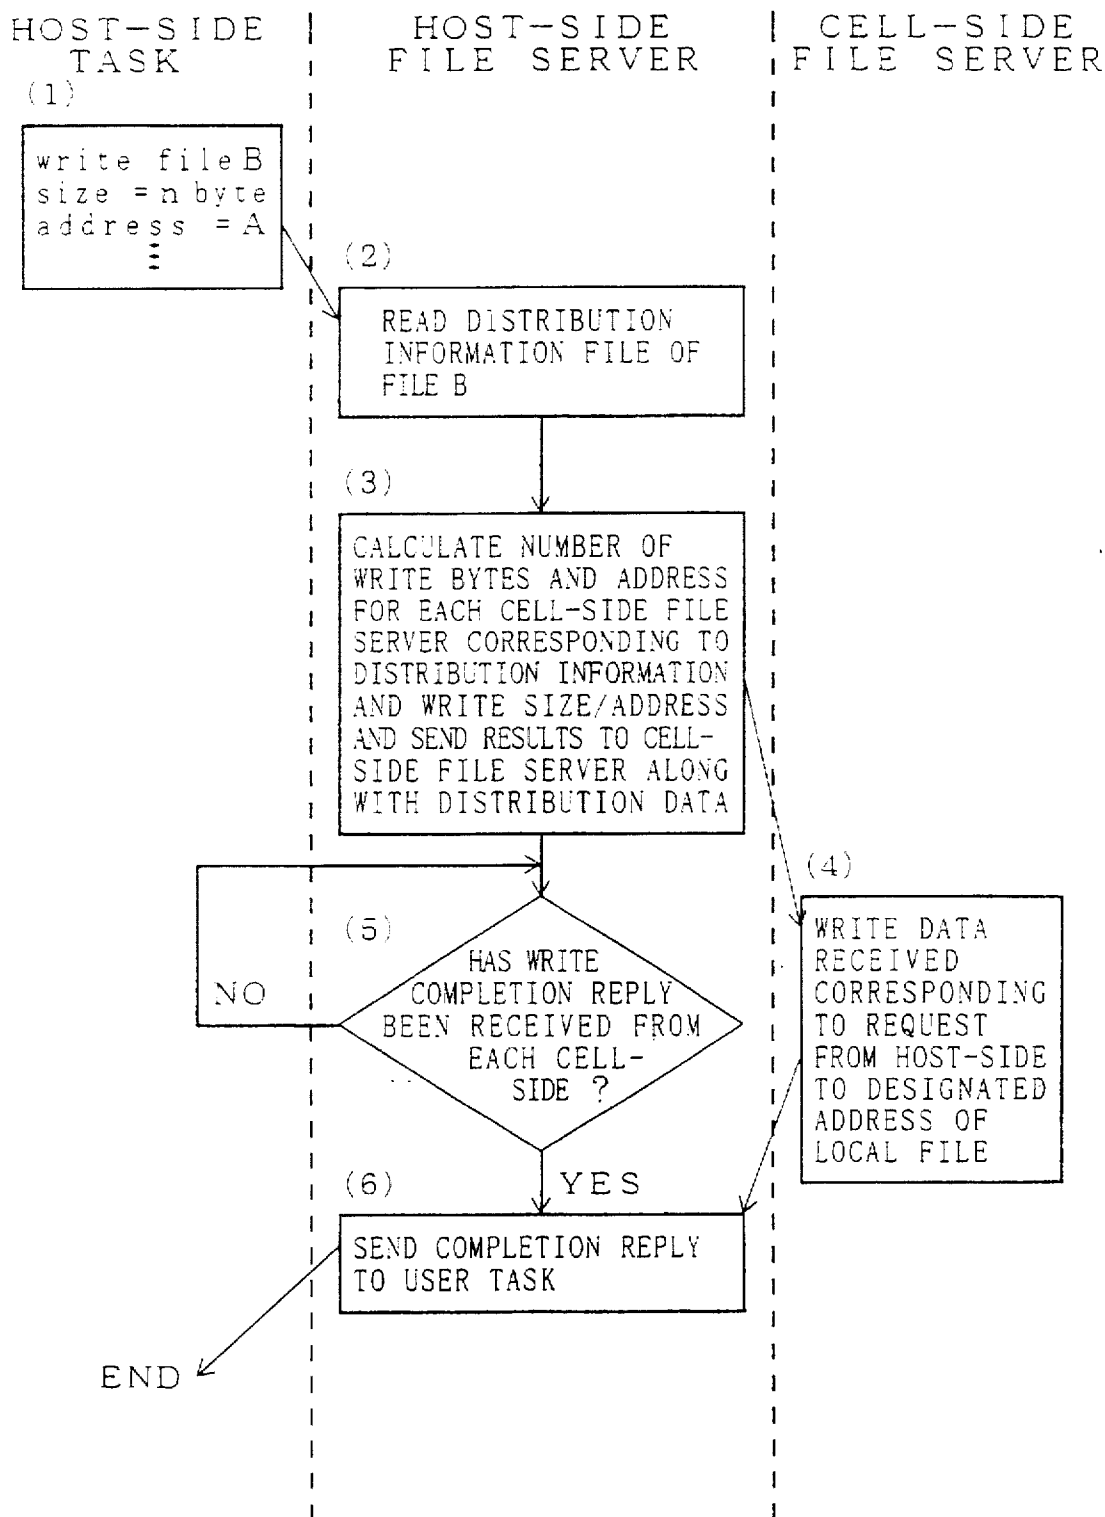 HOST-SIDE
TASK
HOST-SIDE
FILE SERVER
CELL-SIDE
FILE SERVER
(1)
write file B
size = n byte
address = A
(2)
READ DISTRIBUTION
INFORMATION FILE OF
FILE B
(3)
CALCULATE NUMBER OF
WRITE BYTES AND ADDRESS
FOR EACH CELL-SIDE FILE
SERVER CORRESPONDING TO
DISTRIBUTION INFORMATION
AND WRITE SIZE/ADDRESS
AND SEND RESULTS TO CELL-
SIDE FILE SERVER ALONG
WITH DISTRIBUTION DATA
(4)
WRITE DATA
RECEIVED
CORRESPONDING
TO REQUEST
FROM HOST-SIDE
TO DESIGNATED
ADDRESS OF
LOCAL FILE
(5)
HAS WRITE
COMPLETION REPLY
BEEN RECEIVED FROM
EACH CELL-
SIDE ?
NO
YES
(6)
SEND COMPLETION REPLY
TO USER TASK
END